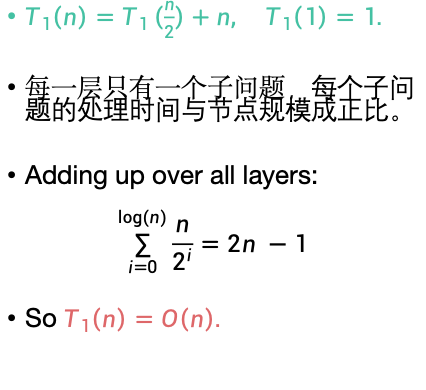 • T₁(n) = T₁(n/2) + n, T₁(1) = 1.
• 每一层只有一个子问题，每个子问
题的处理时间与节点规模成正比。
• Adding up over all layers:
∑_{i=0}^{log(n)} n/2ⁱ = 2n − 1
• So T₁(n) = O(n).